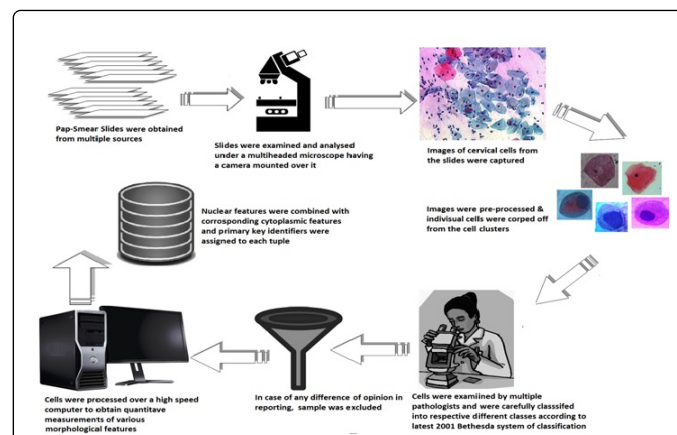 Pap-Smear Slides were obtained
from multiple sources
Slides were examined and analysed
under a multiheaded microscope having
a camera mounted over it
Images of cervical cells from
the slides were captured
Images were pre-processed &
indivisual cells were corped off
from the cell clusters
Cells were examiined by multiple
pathologists and were carefully classsifed
into respective different classes according to
latest 2001 Bethesda system of classification
In case of any difference of opinion in
reporting, sample was excluded
Cells were processed over a high speed
computer to obtain quantitave
measurements of various
morphological features
Nuclear features were combined with
corrosponding cytoplasmic features
and primary key identifiers were
assigned to each tuple